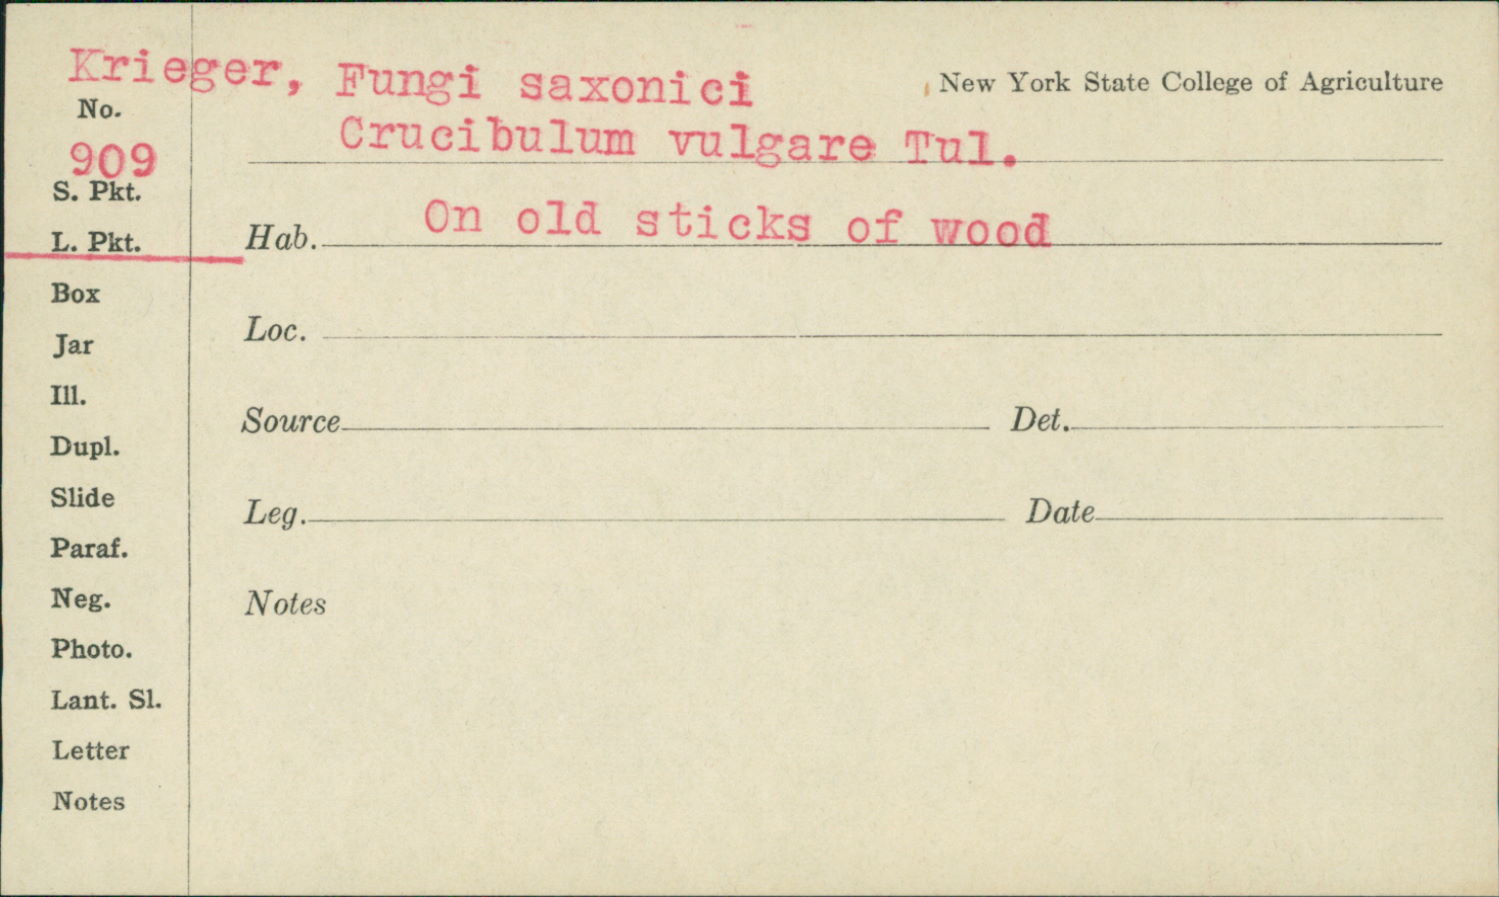 Krieger, Fungi saxonici
New York State College of Agriculture
No.
909
Crucibulum vulgare Tul.
S. Pkt.
L. Pkt.
Hab. On old sticks of wood
Box
Jar
Loc.
Ill.
Dupl.
Source Det.
Slide
Leg. Date
Paraf.
Neg.
Notes
Photo.
Lant. Sl.
Letter
Notes